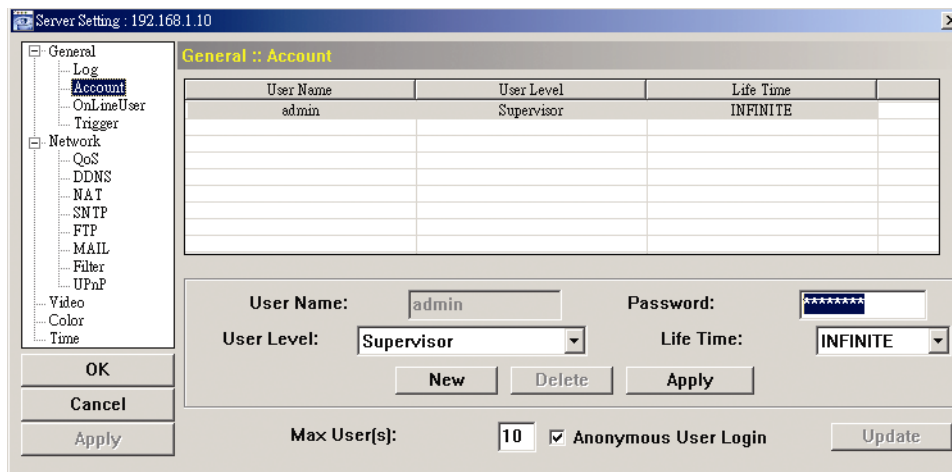 Server Setting : 192.168.1.10
General
Log
Account
OnLineUser
Trigger
Network
QoS
DDNS
NAT
SNTP
FTP
MAIL
Filter
UPnP
Video
Color
Time
OK
Cancel
Apply
General :: Account
User Name User Level Life Time
admin Supervisor INFINITE
User Name: admin Password: ********
User Level: Supervisor Life Time: INFINITE
New Delete Apply
Max User(s): 10 Anonymous User Login Update